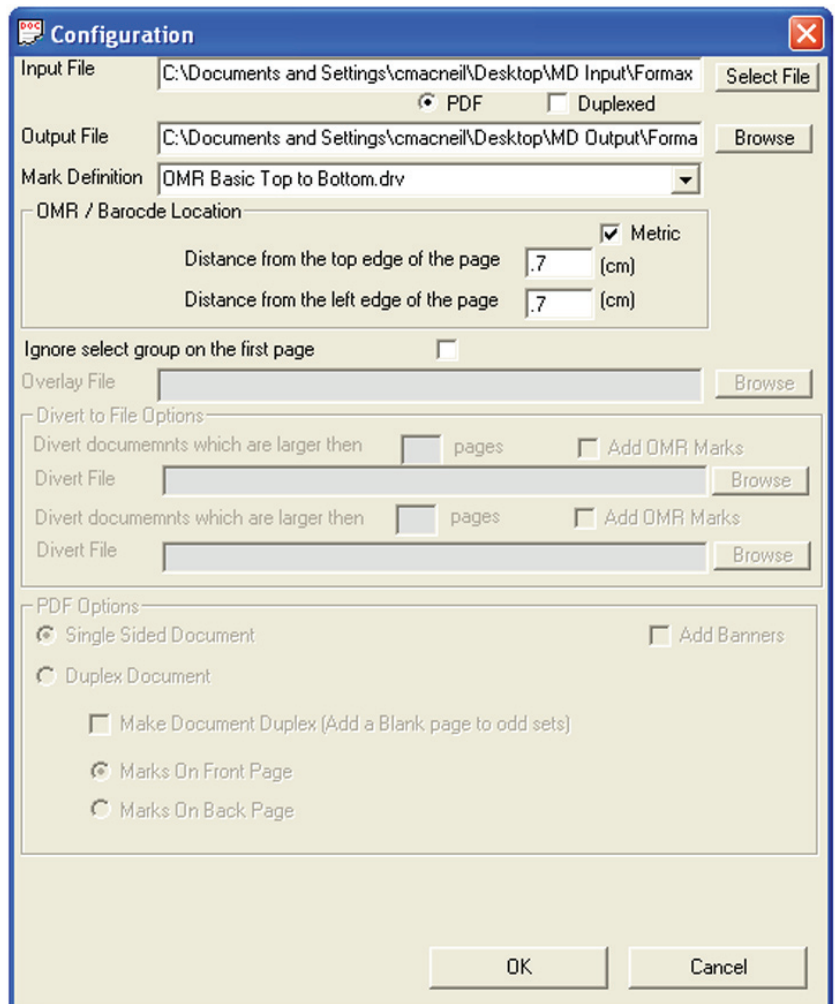 DOC Configuration
Input File C:\Documents and Settings\cmacneil\Desktop\MD Input\Formax Select File
PDF Duplexed
Output File C:\Documents and Settings\cmacneil\Desktop\MD Output\Forma Browse
Mark Definition OMR Basic Top to Bottom.drv
OMR / Barocde Location
Metric
Distance from the top edge of the page .7 (cm)
Distance from the left edge of the page .7 (cm)
Ignore select group on the first page
Overlay File Browse
Divert to File Options
Divert documemnts which are larger then pages Add OMR Marks
Divert File Browse
Divert documemnts which are larger then pages Add OMR Marks
Divert File Browse
PDF Options
Single Sided Document Add Banners
Duplex Document
Make Document Duplex (Add a Blank page to odd sets)
Marks On Front Page
Marks On Back Page
OK Cancel